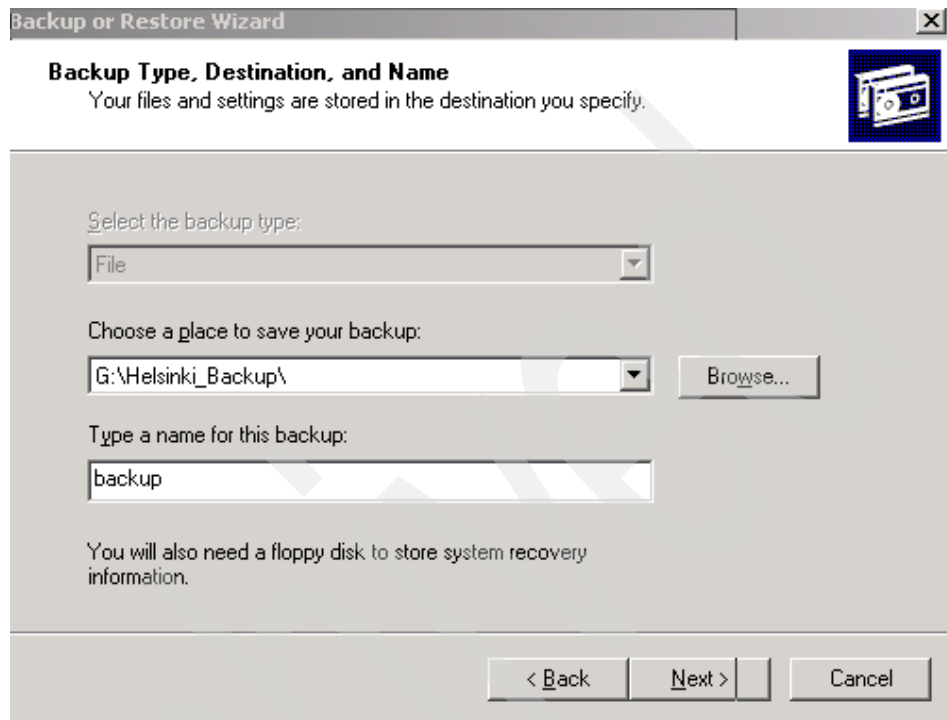 Backup or Restore Wizard
Backup Type, Destination, and Name
Your files and settings are stored in the destination you specify.
Select the backup type:
File
Choose a place to save your backup:
G:\Helsinki_Backup\
Browse...
Type a name for this backup:
backup
You will also need a floppy disk to store system recovery
information.
< Back
Next >
Cancel